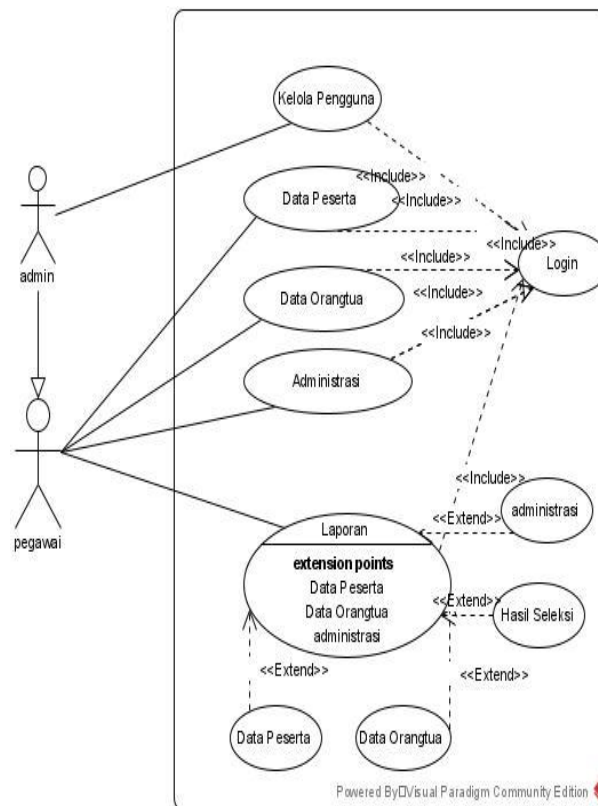 Kelola Pengguna
<<Include>>
Data Peserta
<<Include>>
<<Include>>
<<Include>>
Login
admin
Data Orangtua
<<Include>>
<<Include>>
<<Include>>
Administrasi
pegawai
<<Include>>
administrasi
<<Extend>>
Laporan
extension points
Data Peserta
Data Orangtua
administrasi
<<Extend>>
Hasil Seleksi
<<Extend>>
<<Extend>>
Data Peserta
Data Orangtua
Powered By□Visual Paradigm Community Edition